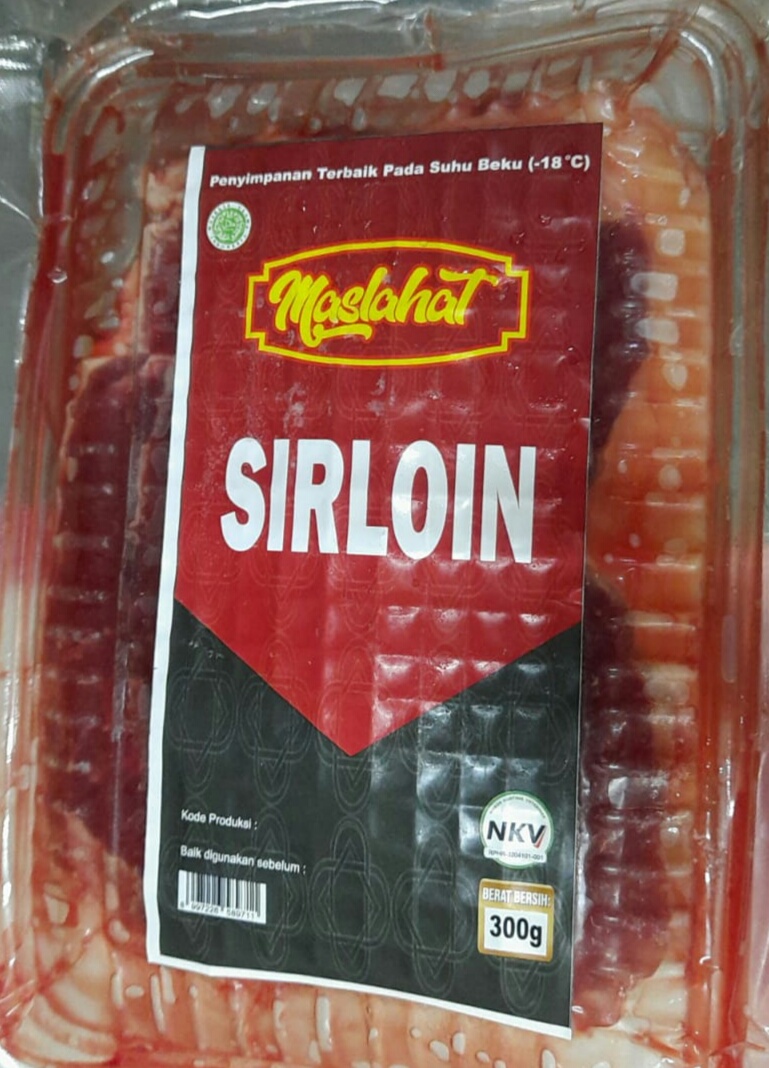 Penyimpanan Terbaik Pada Suhu Beku (-18°C)
Maslahat
SIRLOIN
Kode Produksi :
Baik digunakan sebelum :
NKV
BERAT BERSIH:
300g